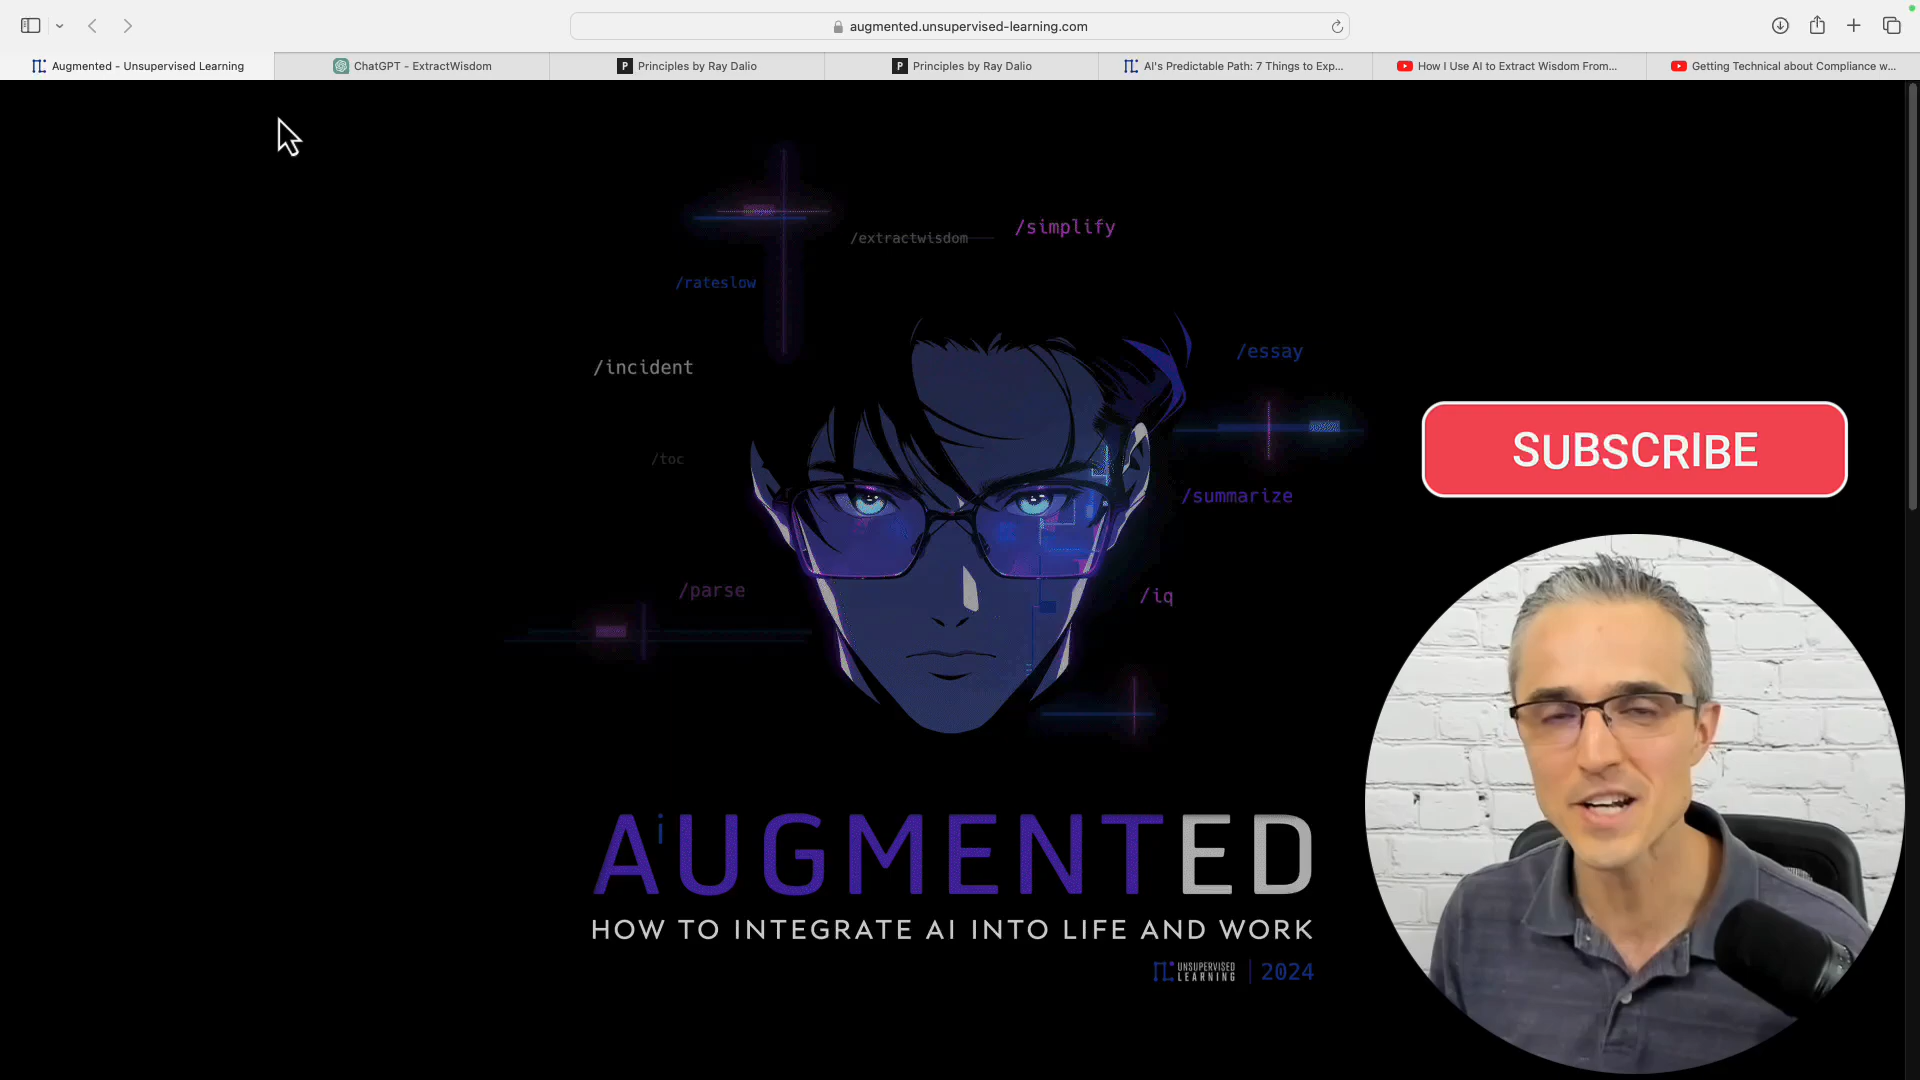 augmented.unsupervised-learning.com
Augmented - Unsupervised Learning
ChatGPT - ExtractWisdom
P
Principles by Ray Dalio
P
Principles by Ray Dalio
AI's Predictable Path: 7 Things to Exp...
How I Use AI to Extract Wisdom From...
Getting Technical about Compliance w...
/simplify
/extractwisdom
/rateslow
/essay
/incident
/toc
SUBSCRIBE
/summarize
/parse
/iq
AiUGMENTED
HOW TO INTEGRATE AI INTO LIFE AND WORK
UNSUPERVISED
LEARNING
2024